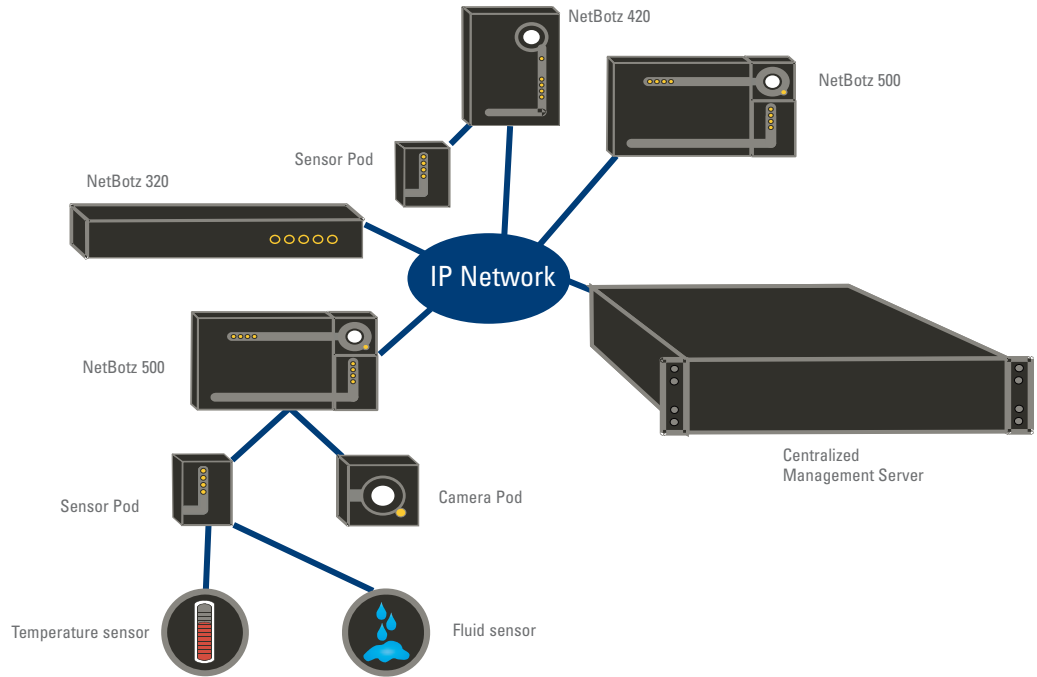 NetBotz 420
NetBotz 500
Sensor Pod
NetBotz 320
IP Network
NetBotz 500
Centralized
Management Server
Sensor Pod
Camera Pod
Temperature sensor
Fluid sensor